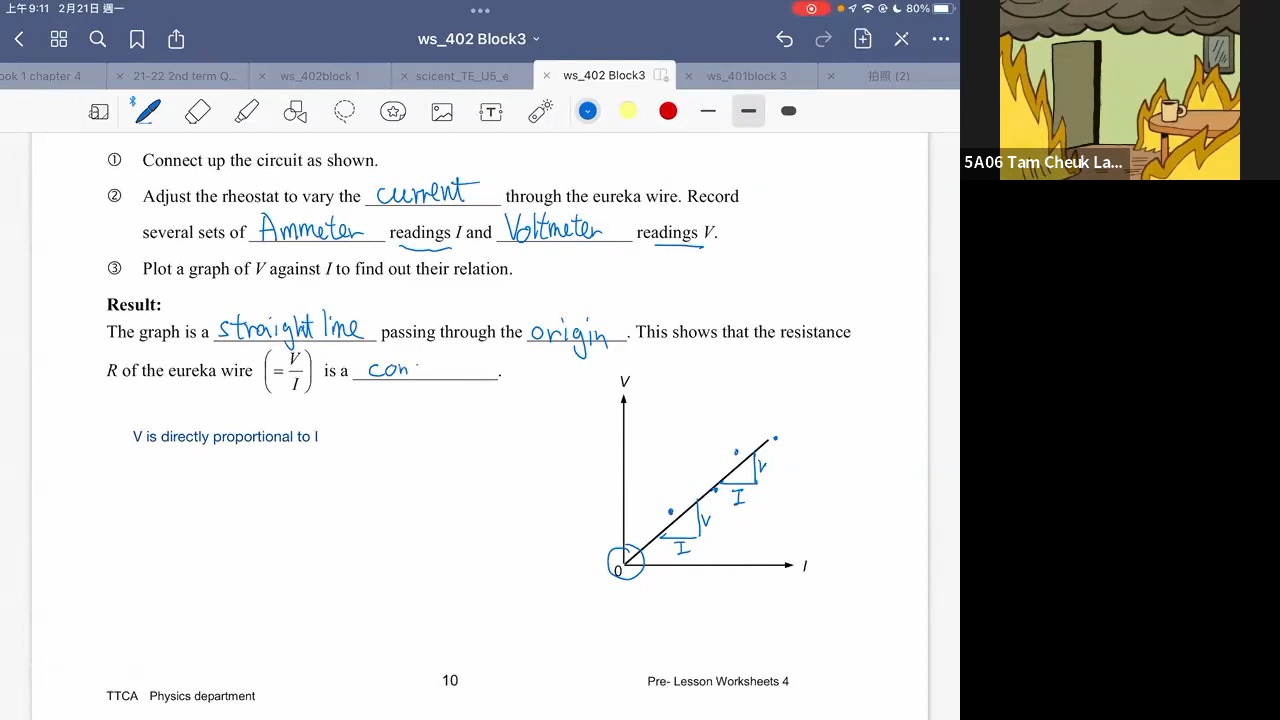 上午9:11 2月21日 週一
80%
ws_402 Block3
ook 1 chapter 4
21-22 2nd term Q...
ws_402block 1
scicent_TE_U5_e
ws_402 Block3
ws_401block 3
拍照 (2)
5A06 Tam Cheuk La...
① Connect up the circuit as shown.
② Adjust the rheostat to vary the current through the eureka wire. Record
several sets of Ammeter readings I and Voltmeter readings V.
③ Plot a graph of V against I to find out their relation.
Result:
The graph is a straight line passing through the origin. This shows that the resistance
R of the eureka wire (= V/I) is a con .
V
V is directly proportional to I
V
I
V
I
0
I
10
Pre- Lesson Worksheets 4
TTCA Physics department